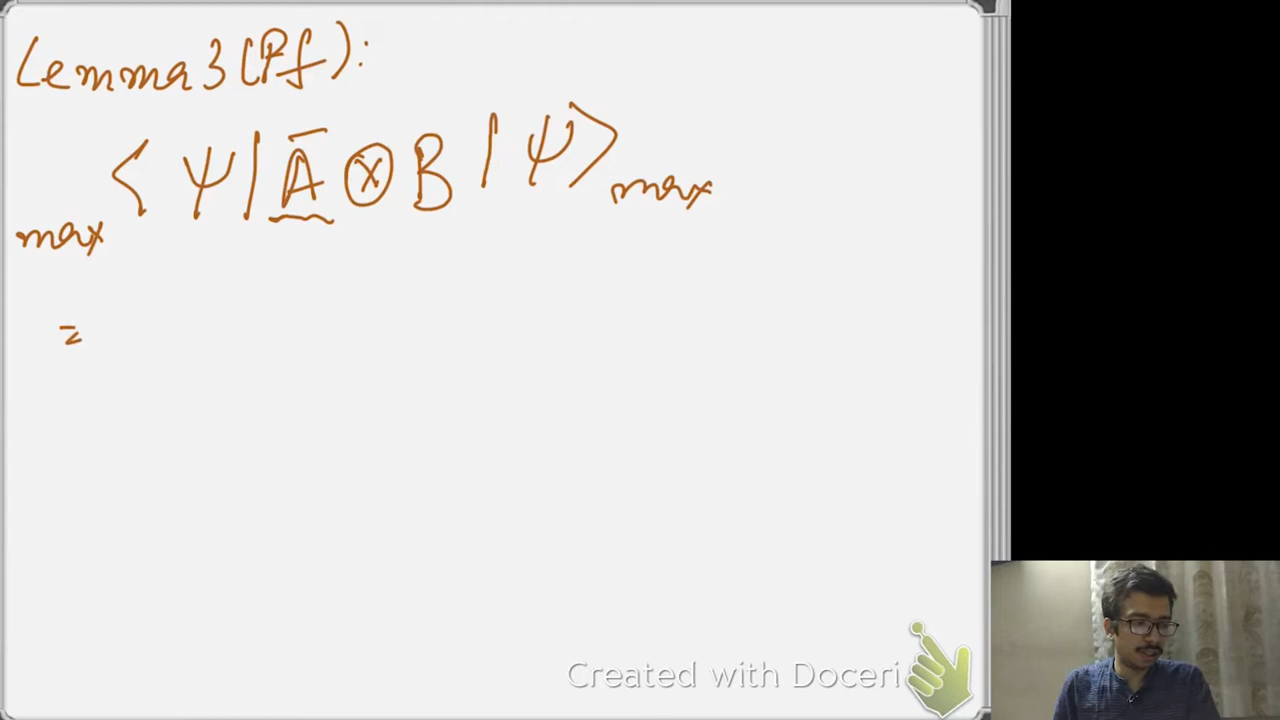 Lemma 3 (Pf):
max⟨Ψ| Ā ⊗ B |Ψ⟩max
=
Created with Doceri